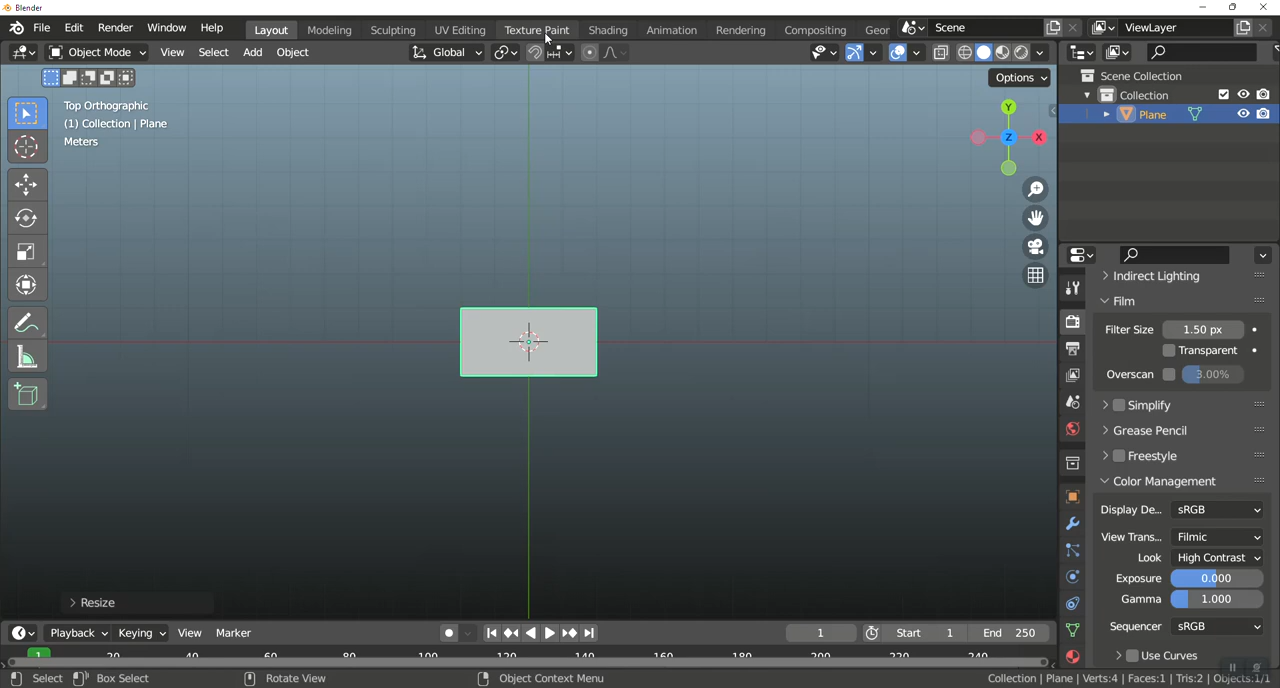 Blender
File Edit Render Window Help Layout Modeling Sculpting UV Editing Texture Paint Shading Animation Rendering Compositing Geor Scene ViewLayer
Object Mode View Select Add Object Global
Options
Top Orthographic
(1) Collection | Plane
Meters
Y
Z X
Scene Collection
Collection
Plane
Indirect Lighting
Film
Filter Size 1.50 px
Transparent
Overscan 3.00%
Simplify
Grease Pencil
Freestyle
Color Management
Display De... sRGB
View Trans... Filmic
Look High Contrast
Exposure 0.000
Gamma 1.000
Sequencer sRGB
Use Curves
Resize
Playback Keying View Marker 1 Start 1 End 250
1 20 40 60 80 100 120 140 160 180 200 220 240
Select Box Select Rotate View Object Context Menu Collection | Plane | Verts:4 | Faces:1 | Tris:2 | Objects:1/1